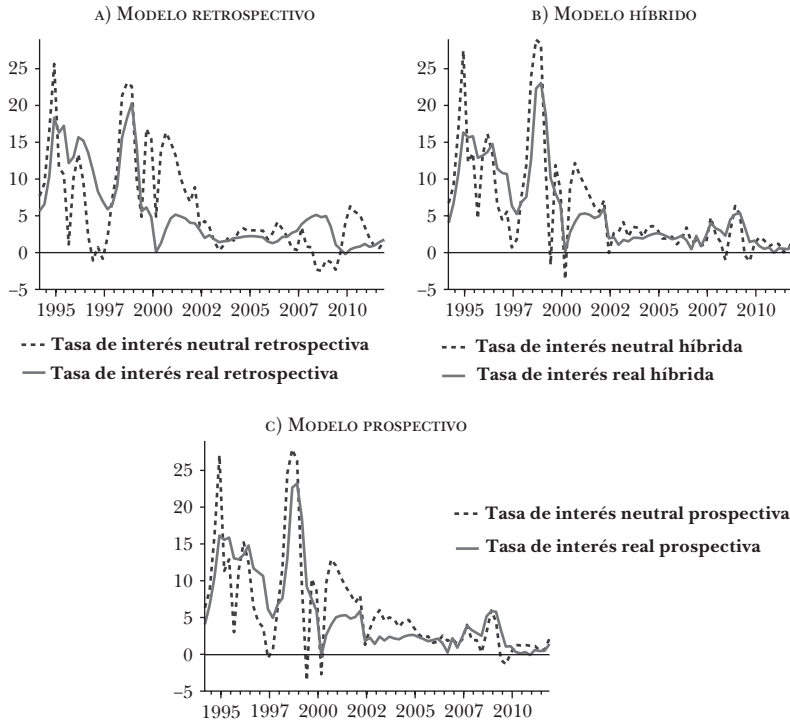 A) MODELO RETROSPECTIVO
25
20
15
10
5
0
−5
1995 1997 2000 2002 2005 2007 2010
Tasa de interés neutral retrospectiva
Tasa de interés real retrospectiva
B) MODELO HÍBRIDO
25
20
15
10
5
0
−5
1995 1997 2000 2002 2005 2007 2010
Tasa de interés neutral híbrida
Tasa de interés real híbrida
C) MODELO PROSPECTIVO
25
20
15
10
5
0
−5
1995 1997 2000 2002 2005 2007 2010
Tasa de interés neutral prospectiva
Tasa de interés real prospectiva